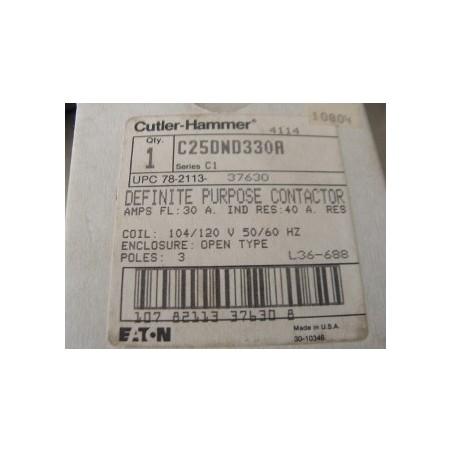 10804
Cutler-Hammer® 4114
Qty. 1 C25DND330A
Series C1
UPC 78-2113- 37630
DEFINITE PURPOSE CONTACTOR
AMPS FL:30 A. IND RES:40 A. RES
COIL: 104/120 V 50/60 HZ
ENCLOSURE: OPEN TYPE
POLES: 3 L36-688
107 82113 37630 8
EATON Made in U.S.A.
30-10346